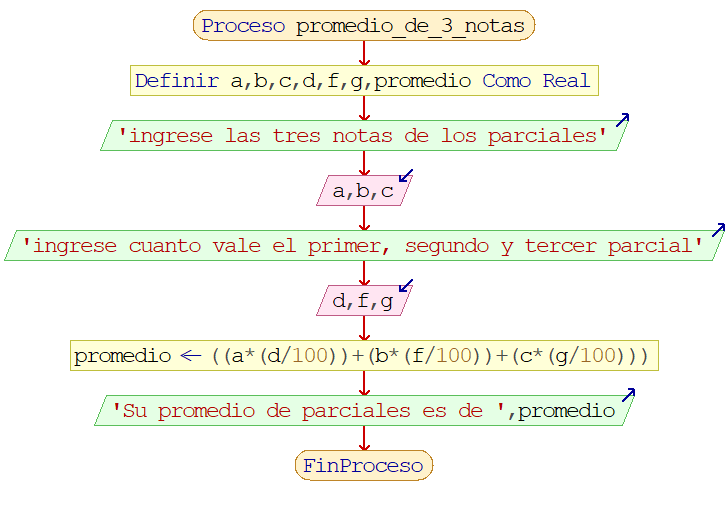 Proceso promedio_de_3_notas
Definir a,b,c,d,f,g,promedio Como Real
'ingrese las tres notas de los parciales'
a,b,c
'ingrese cuanto vale el primer, segundo y tercer parcial'
d,f,g
promedio ← ((a*(d/100))+(b*(f/100))+(c*(g/100)))
'Su promedio de parciales es de ',promedio
FinProceso